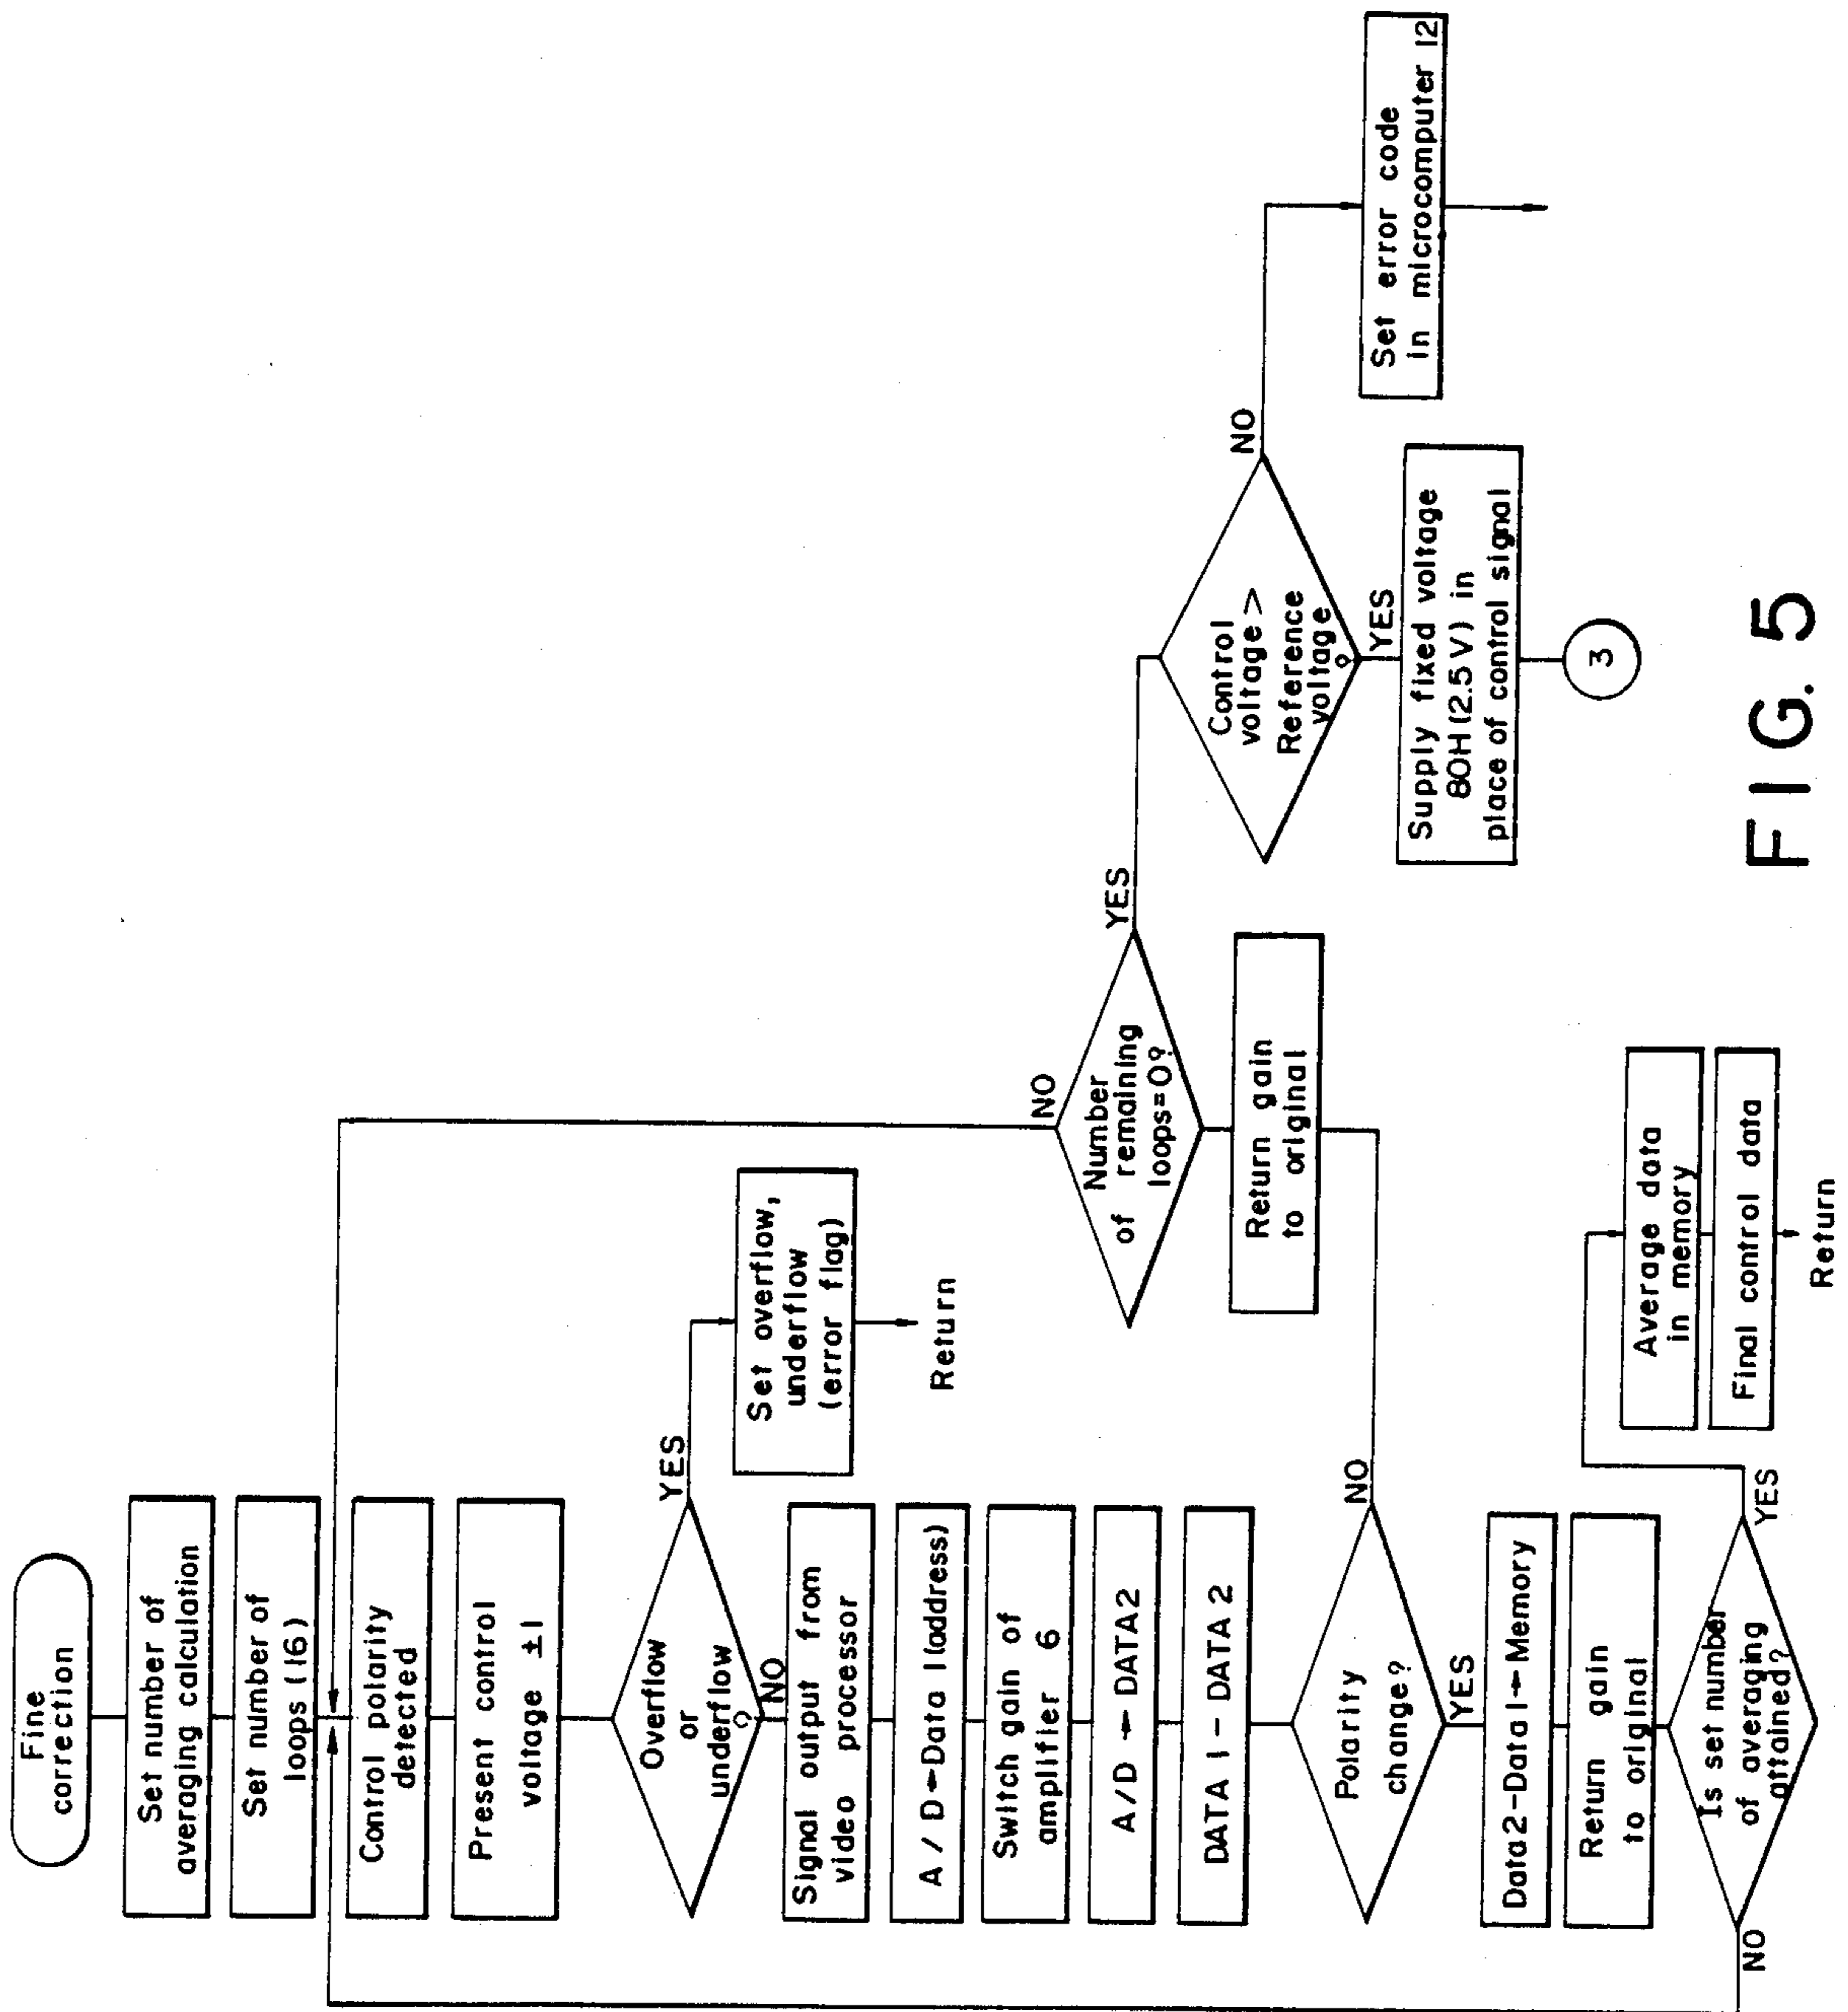 Fine
correction
Set number of
averaging calculation
Set number of
loops (16)
Control polarity
detected
Present control
voltage ±1
Overflow
or
underflow
?
YES
NO
Set overflow,
underflow
(error flag)
Return
Signal output from
video processor
A/D←Data 1(address)
Switch gain of
amplifier 6
A/D ← DATA2
DATA 1 – DATA 2
Polarity
change?
NO
YES
Data2-Data1→Memory
Return gain
to original
Is set number
of averaging
attained?
NO
YES
Average data
in memory
Final control data
Return
Return gain
to original
Number
of remaining
loops=0?
NO
YES
Control
voltage >
Reference
voltage
?
NO
YES
Supply fixed voltage
80H (2.5V) in
place of control signal
3
Set error code
in microcomputer 12
FIG. 5